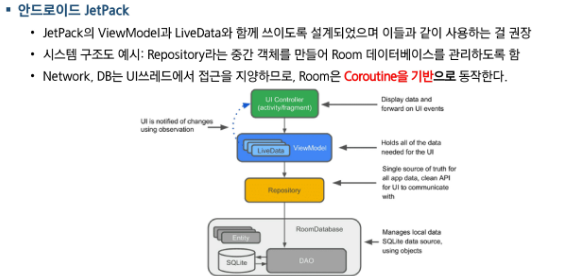 안드로이드 JetPack
JetPack의 ViewModel과 LiveData와 함께 쓰이도록 설계되었으며 이들과 같이 사용하는 걸 권장
시스템 구조도 예시: Repository라는 중간 객체를 만들어 Room 데이터베이스를 관리하도록 함
Network, DB는 UI쓰레드에서 접근을 지양하므로, Room은 Coroutine을 기반으로 동작한다.
UI Controller
(activity/fragment)
Display data and
forward on UI events
UI is notified of changes
using observation
LiveData
ViewModel
Holds all of the data
needed for the UI
Repository
Single source of truth for
all app data, clean API
for UI to communicate
with
RoomDatabase
Entity
SQLite
DAO
Manages local data
SQLite data source,
using objects